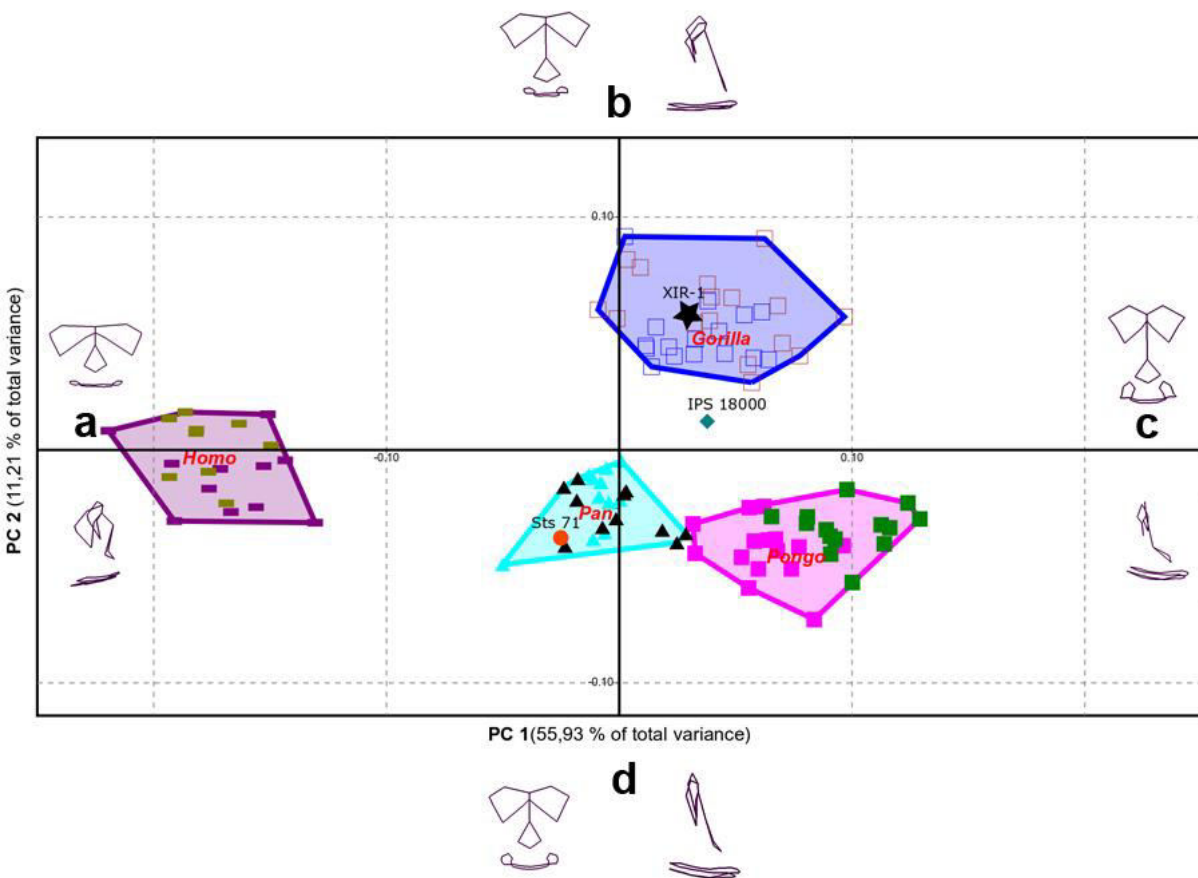 b
0.10
XIR-1
Gorilla
IPS 18000
a
c
Homo
-0.10
0.10
Pan
Sts 71
Pongo
-0.10
PC 2 (11,21 % of total variance)
PC 1(55,93 % of total variance)
d